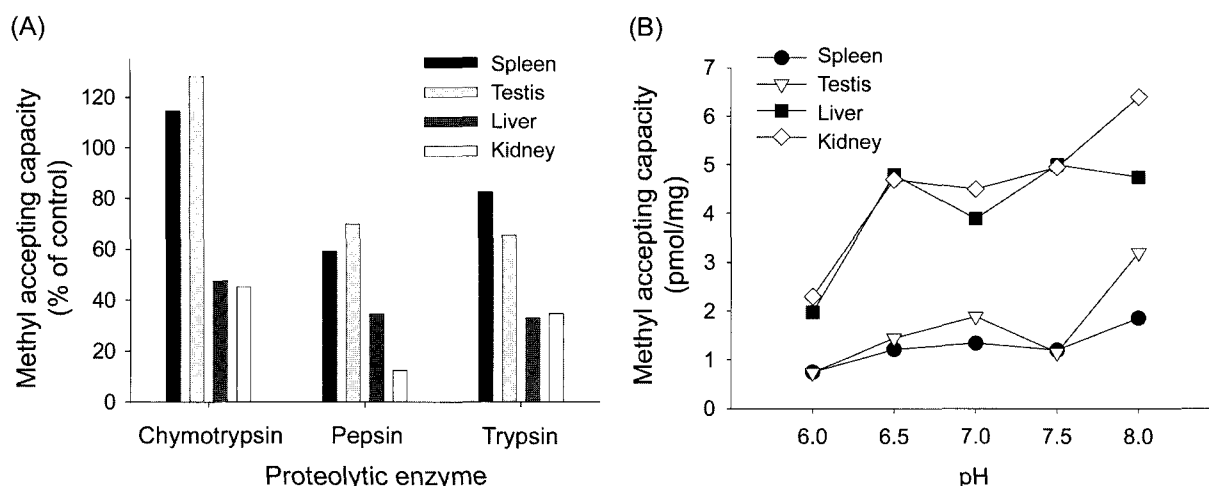 (A)
Methyl accepting capacity
(% of control)
120
100
80
60
40
20
0
Spleen
Testis
Liver
Kidney
Chymotrypsin
Pepsin
Trypsin
Proteolytic enzyme
(B)
Methyl accepting capacity
(pmol/mg)
7
6
5
4
3
2
1
0
Spleen
Testis
Liver
Kidney
6.0
6.5
7.0
7.5
8.0
pH